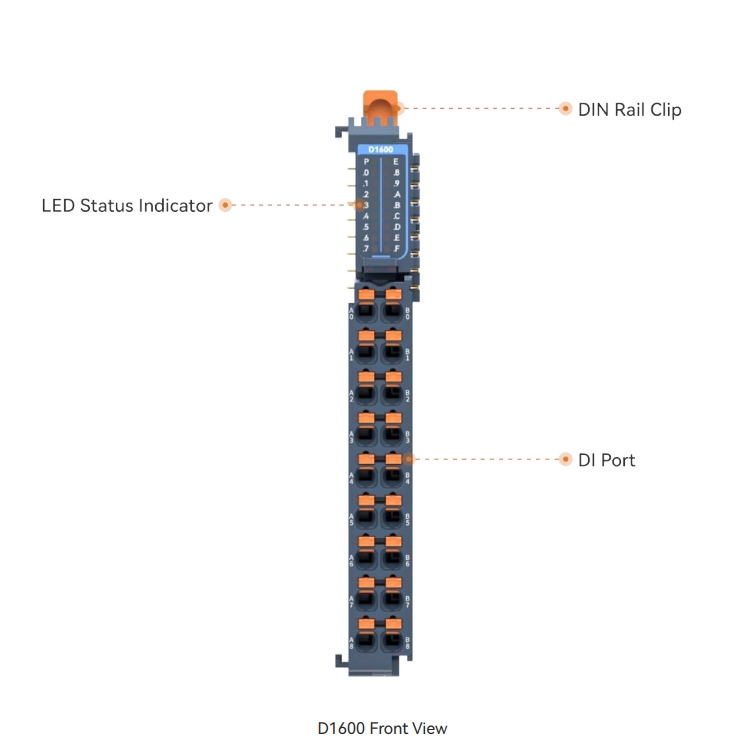 DIN Rail Clip
D1600
P E
.0 .8
.1 .9
.2 .A
LED Status Indicator
.3 .B
.4 .C
.5 .D
.6 .E
.7 .F
A0 B0
A1 B1
A2 B2
A3 B3
DI Port
A4 B4
A5 B5
A6 B6
A7 B7
A8 B8
D1600 Front View